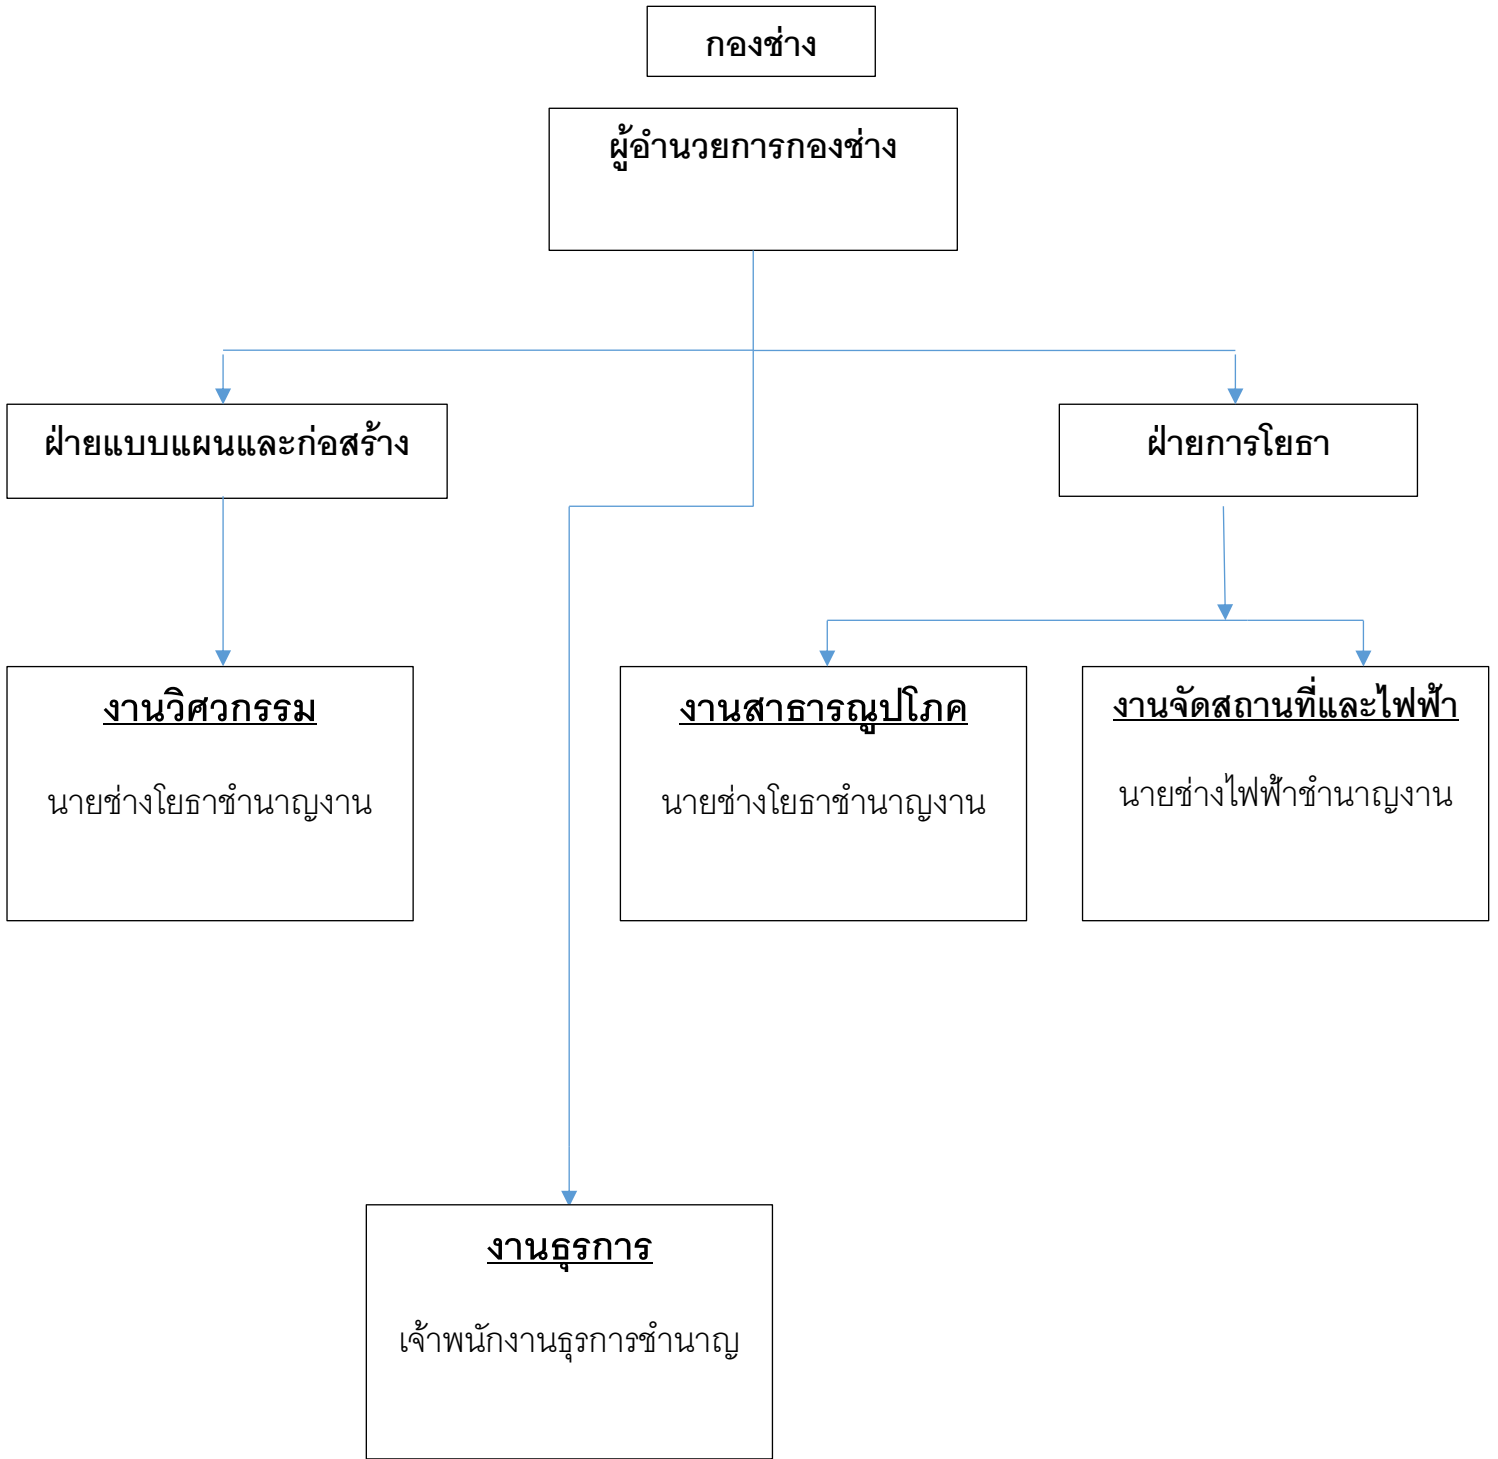 กองช่าง
ผู้อำนวยการกองช่าง
ฝ่ายแบบแผนและก่อสร้าง
ฝ่ายการโยธา
งานวิศวกรรม
นายช่างโยธาชำนาญงาน
งานสาธารณูปโภค
นายช่างโยธาชำนาญงาน
งานจัดสถานที่และไฟฟ้า
นายช่างไฟฟ้าชำนาญงาน
งานธุรการ
เจ้าพนักงานธุรการชำนาญ